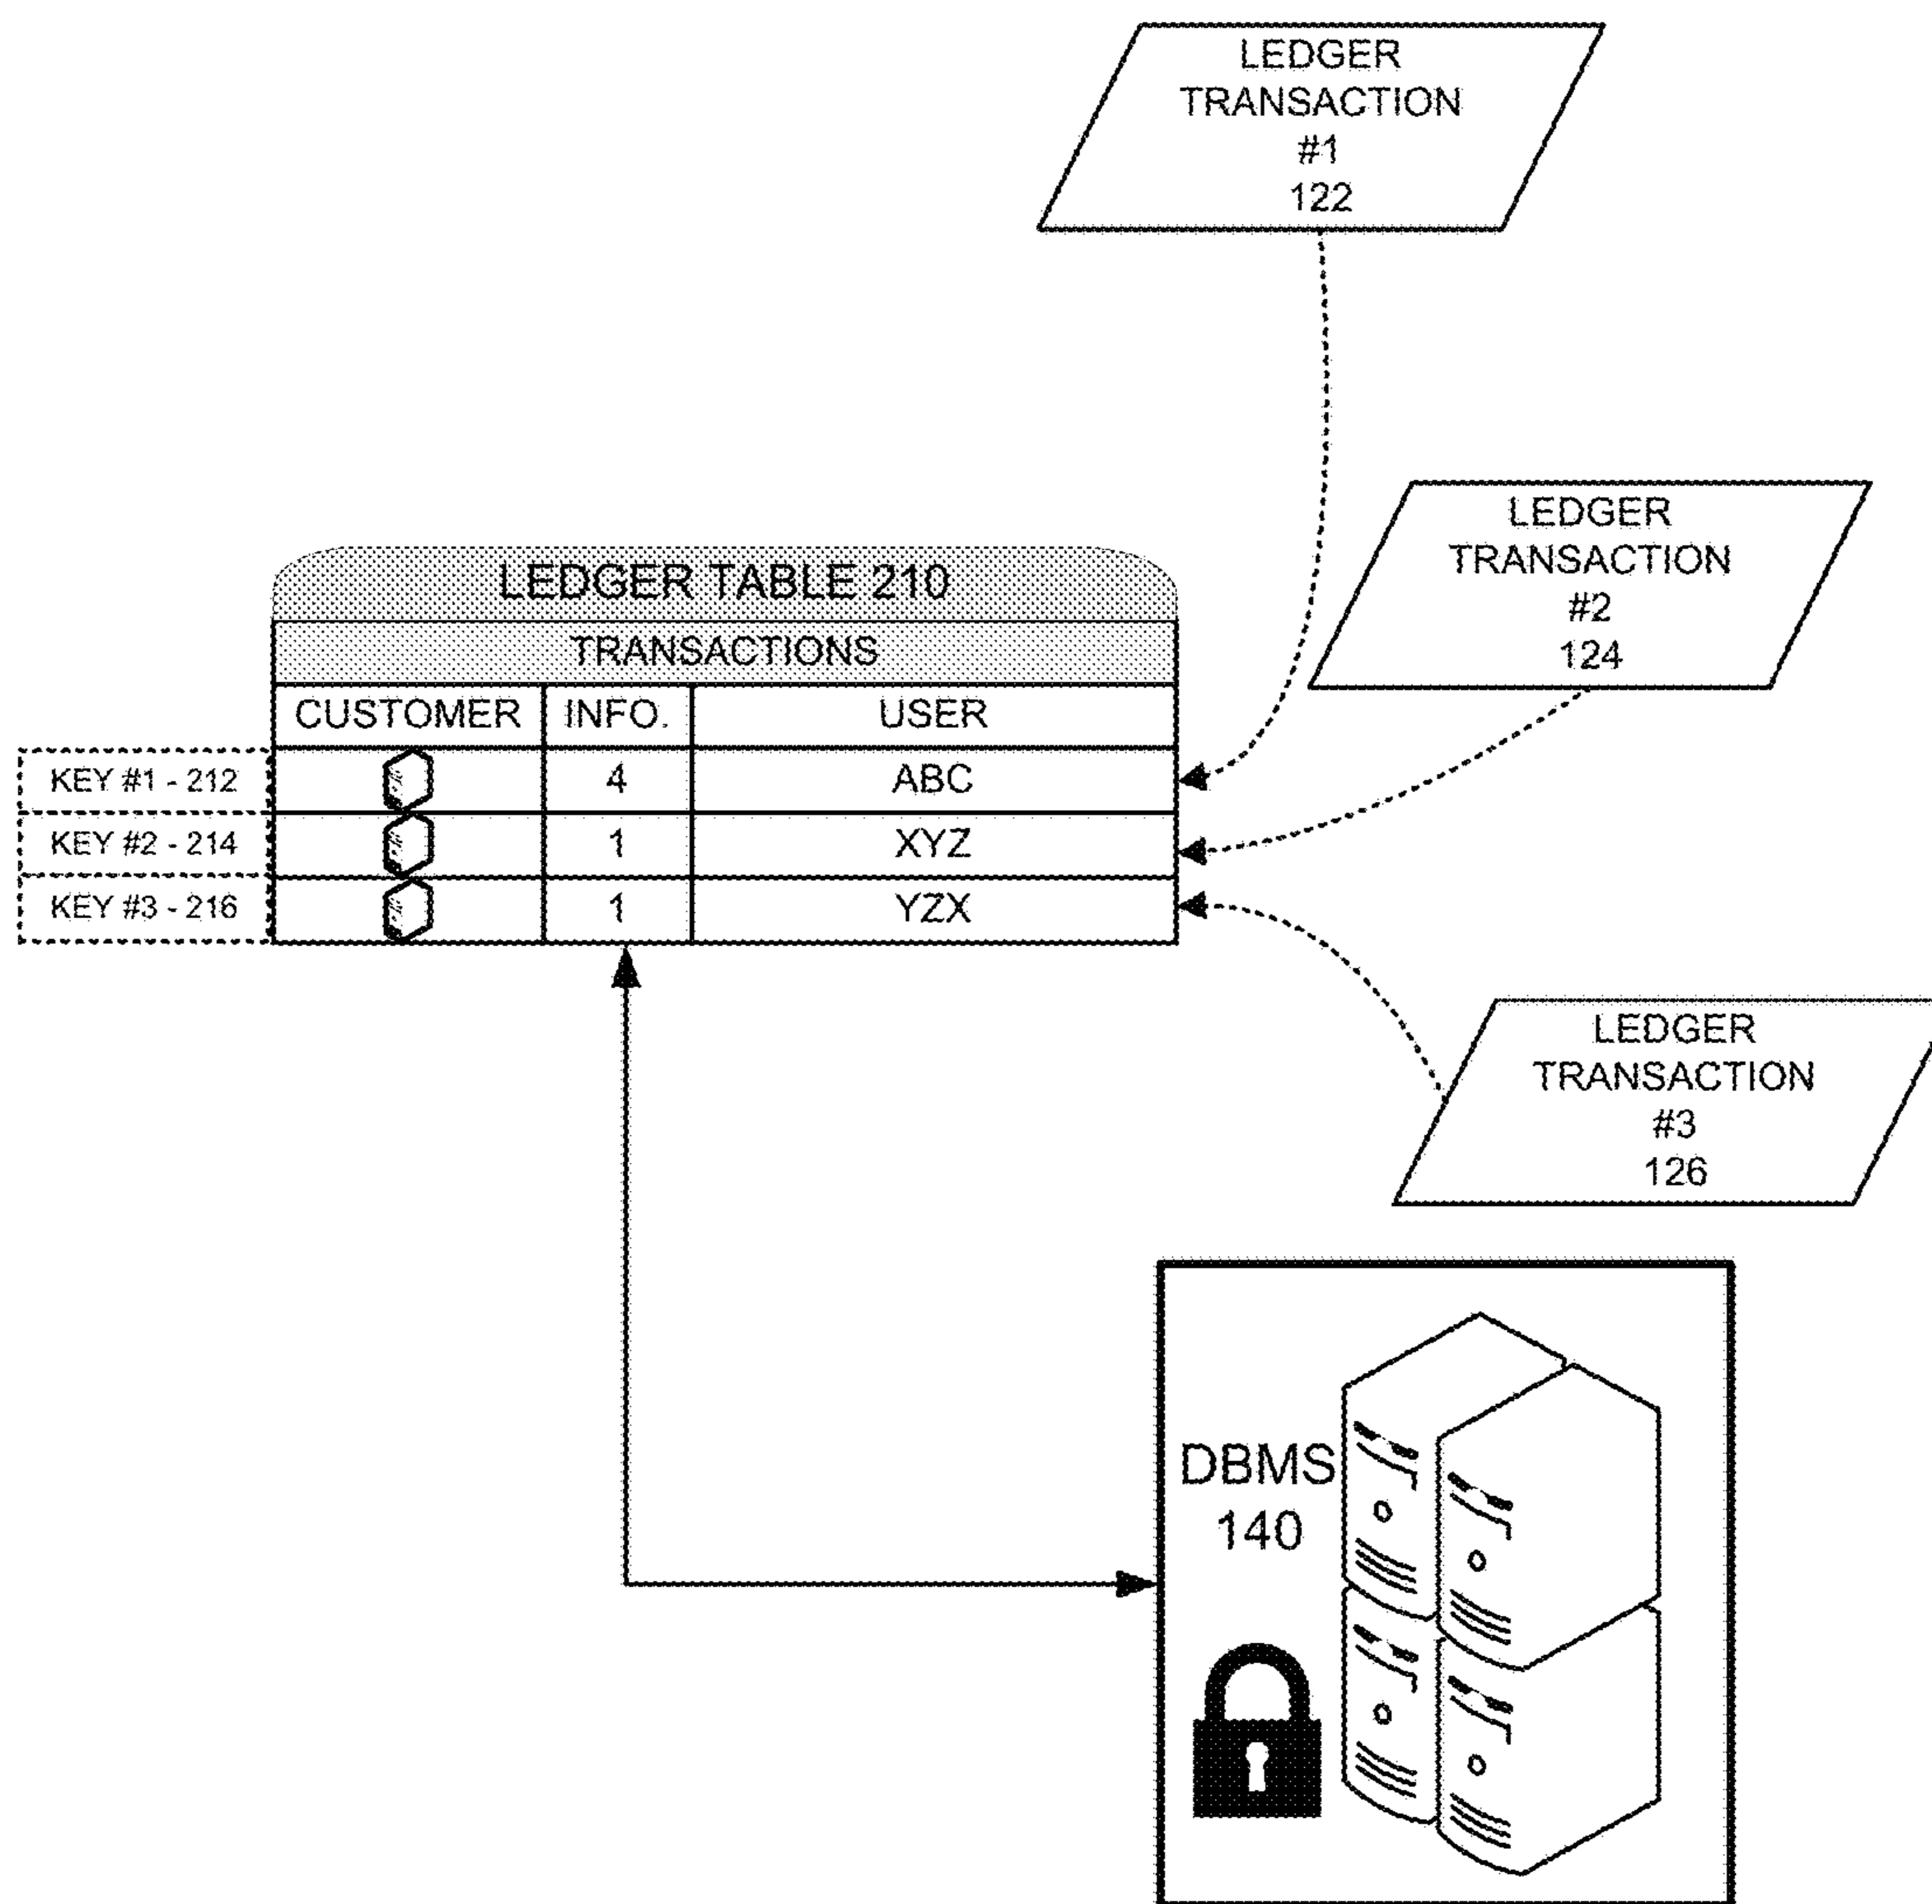 LEDGER
TRANSACTION
#1
122
LEDGER
TRANSACTION
#2
124
LEDGER TABLE 210
TRANSACTIONS
CUSTOMER INFO. USER
KEY #1 - 212 4 ABC
KEY #2 - 214 1 XYZ
KEY #3 - 216 1 YZX
LEDGER
TRANSACTION
#3
126
DBMS
140